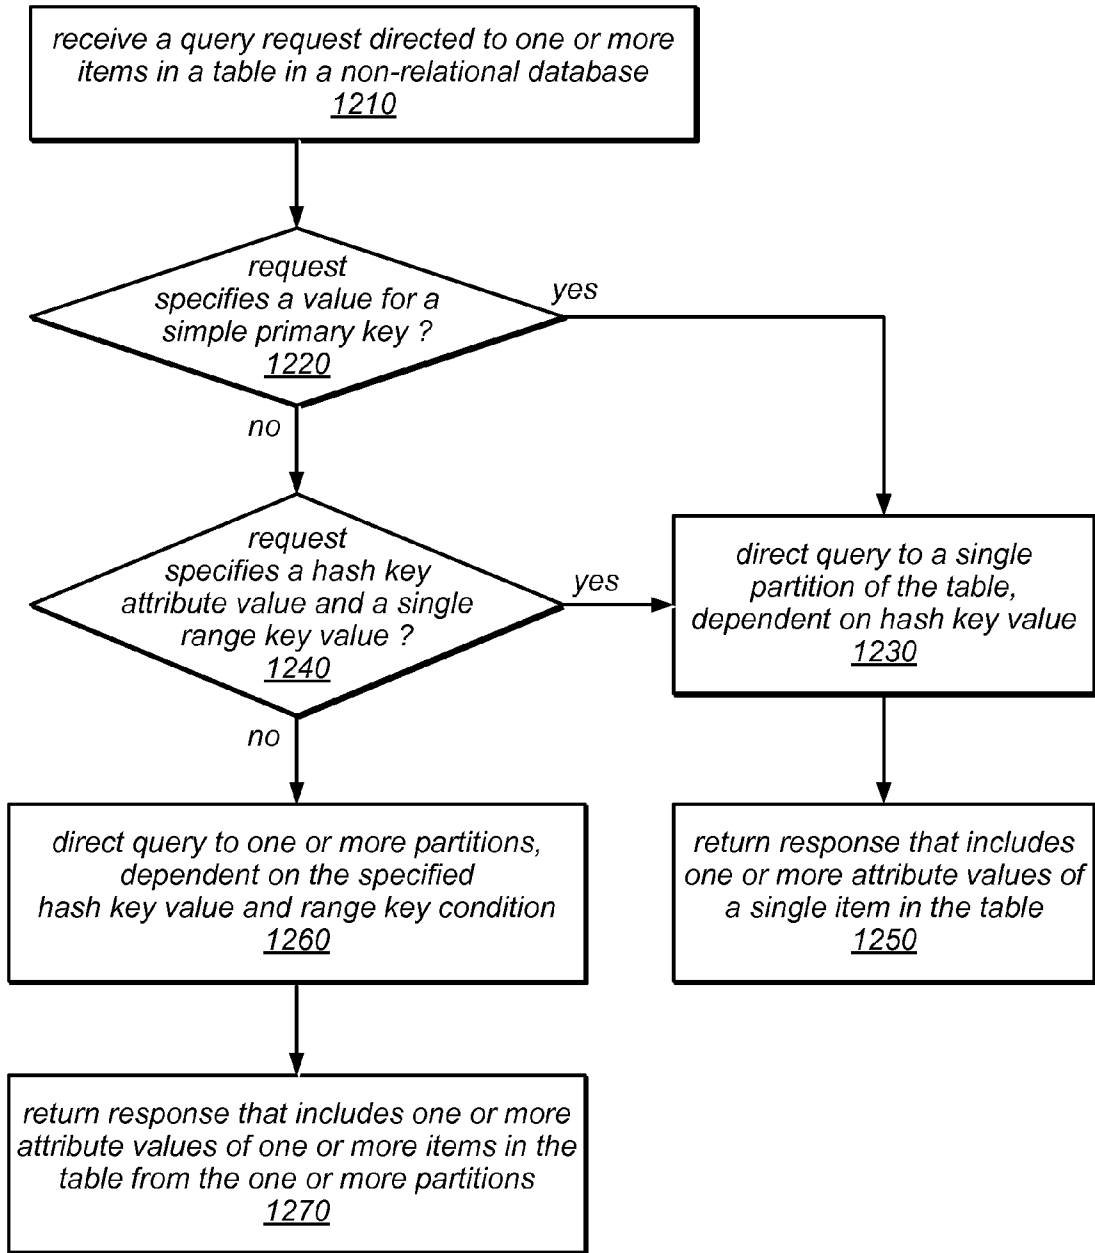 receive a query request directed to one or more
items in a table in a non-relational database
1210
request
specifies a value for a
simple primary key ?
1220
yes
no
request
specifies a hash key
attribute value and a single
range key value ?
1240
yes
no
direct query to a single
partition of the table,
dependent on hash key value
1230
direct query to one or more partitions,
dependent on the specified
hash key value and range key condition
1260
return response that includes
one or more attribute values of
a single item in the table
1250
return response that includes one or more
attribute values of one or more items in the
table from the one or more partitions
1270